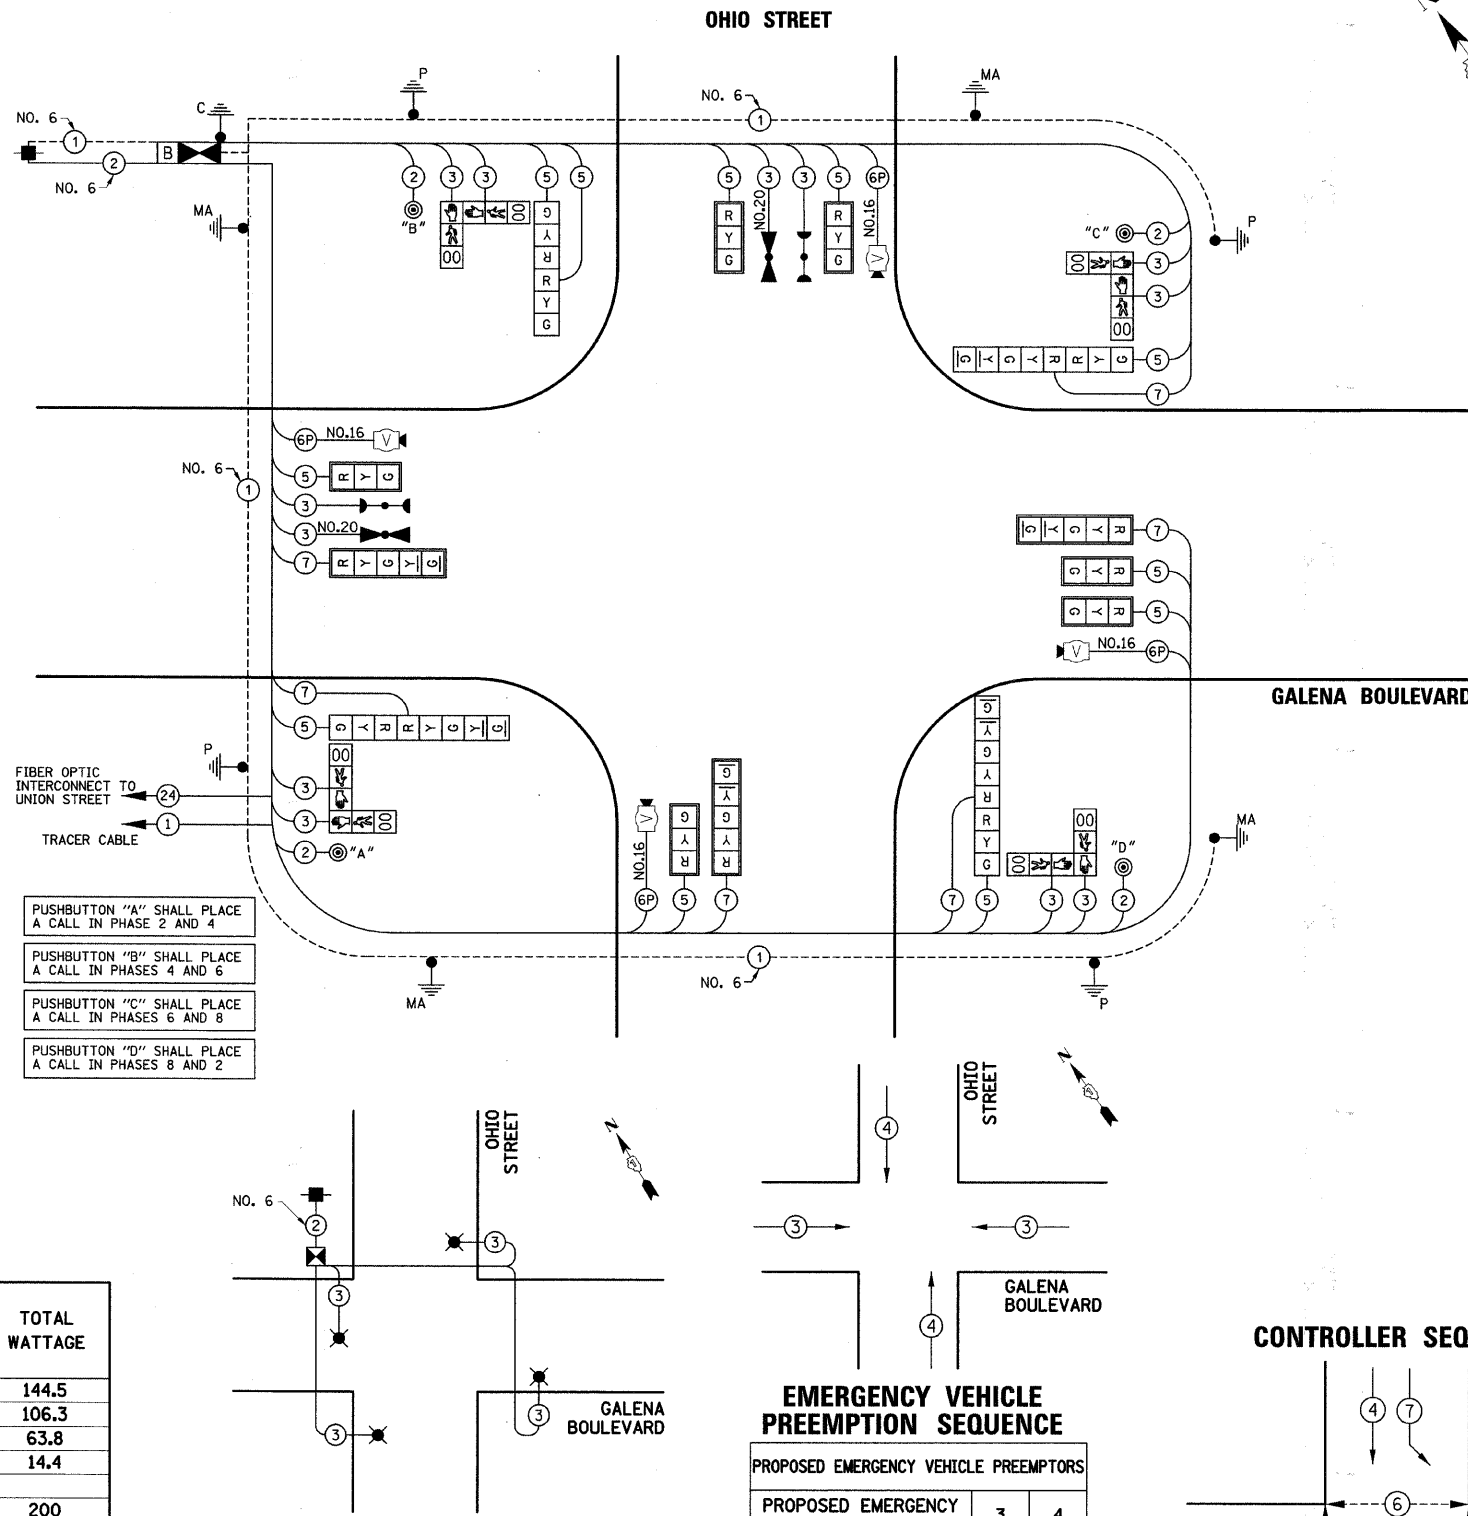 OHIO STREET
P
MA
C
NO. 6
1
NO. 6
1
2
B
NO. 6
MA
2
3
3
5
5
5
3
3
5
6P
"B"
00
00
G
Y
R
R
Y
G
R
Y
G
NO.20
R
Y
G
NO.16
V
P
"C"
2
3
3
00
00
G Y G Y R R Y G
5
7
6P
NO.16
V
NO. 6
1
5
R Y G
3
3
NO.20
7
R Y G Y G
G Y G Y R
7
G Y R
5
G Y R
5
V
NO.16
6P
GALENA BOULEVARD
7
5
G Y R R Y G Y G
P
00
3
3
00
2
"A"
FIBER OPTIC
INTERCONNECT TO
UNION STREET
24
1
TRACER CABLE
V
NO.16
6P
G
Y
R
5
G
Y
G
Y
R
7
G
Y
G
Y
R
R
Y
G
7
5
00
00
3
3
"D"
2
MA
PUSHBUTTON "A" SHALL PLACE
A CALL IN PHASE 2 AND 4
PUSHBUTTON "B" SHALL PLACE
A CALL IN PHASES 4 AND 6
PUSHBUTTON "C" SHALL PLACE
A CALL IN PHASES 6 AND 8
PUSHBUTTON "D" SHALL PLACE
A CALL IN PHASES 8 AND 2
MA
1
NO. 6
P
OHIO
STREET
N
NO. 6
2
3
3
3
3
GALENA
BOULEVARD
OHIO
STREET
N
4
3
3
4
GALENA
BOULEVARD
EMERGENCY VEHICLE
PREEMPTION SEQUENCE
PROPOSED EMERGENCY VEHICLE PREEMPTORS
PROPOSED EMERGENCY
3
4
TOTAL
WATTAGE
144.5
106.3
63.8
14.4
200
CONTROLLER SEQ
4
7
6